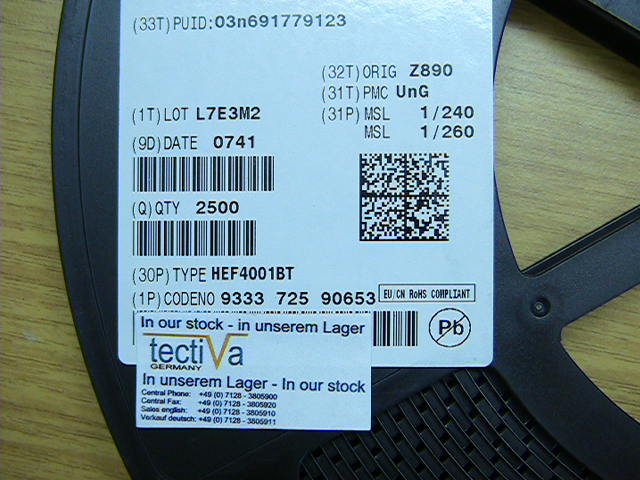 (33T)PUID:03n691779123
(32T)ORIG Z890
(31T)PMC UnG
(1T)LOT L7E3M2
(31P)MSL 1/240
MSL 1/260
(9D)DATE 0741
(Q)QTY 2500
(30P)TYPE HEF4001BT
(1P)CODENO 9333 725 90653
EU/CN RoHS COMPLIANT
Pb
In our stock - in unserem Lager
tectiVa
GERMANY
In unserem Lager - In our stock
Central Phone: +49 (0) 7128 - 3805900
Central Fax: +49 (0) 7128 - 3805920
Sales english: +49 (0) 7128 - 3805910
Verkauf deutsch: +49 (0) 7128 - 3805911